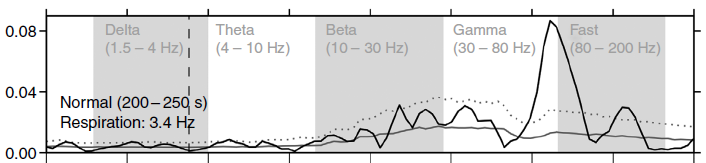 0.08
Delta
(1.5 – 4 Hz)
Theta
(4 – 10 Hz)
Beta
(10 – 30 Hz)
Gamma
(30 – 80 Hz)
Fast
(80 – 200 Hz)
0.04
Normal (200 – 250 s)
Respiration: 3.4 Hz
0.00